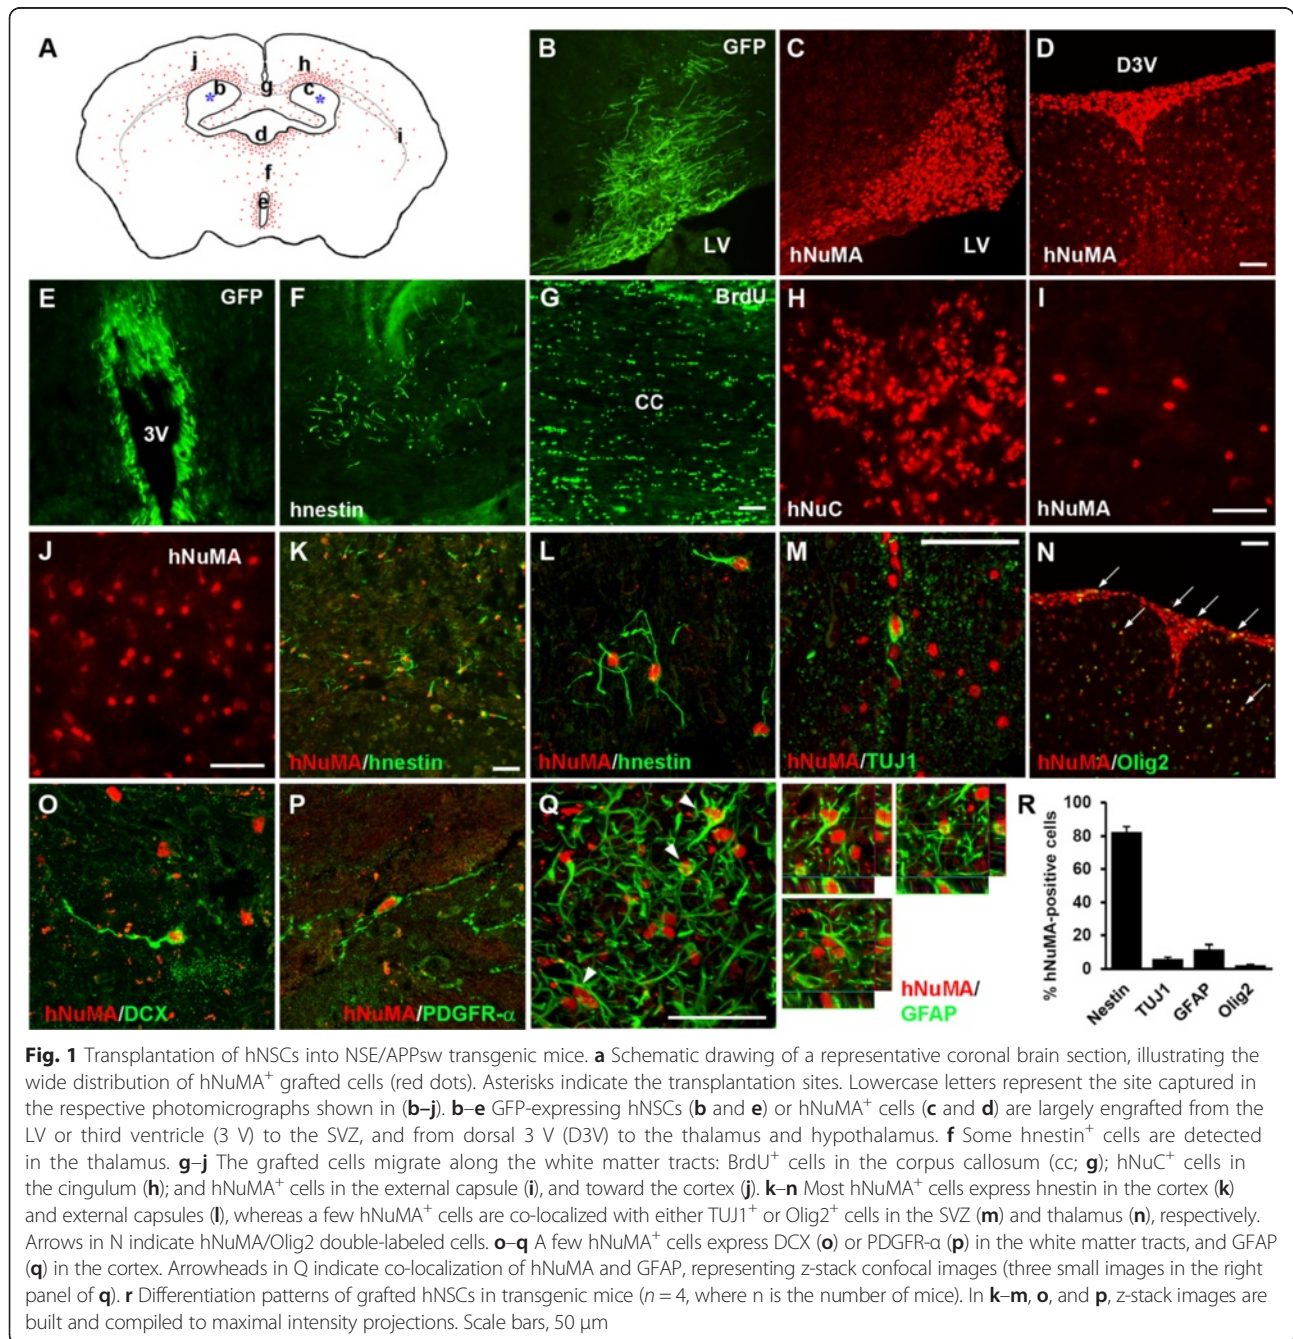 A
j
h
b
g
c
*
*
d
i
f
e
B
GFP
LV
C
hNuMA
LV
D
D3V
hNuMA
E
GFP
3V
F
hnestin
G
BrdU
CC
H
hNuC
I
hNuMA
J
hNuMA
K
hNuMA/hnestin
L
hNuMA/hnestin
M
hNuMA/TUJ1
N
hNuMA/Olig2
O
hNuMA/DCX
P
hNuMA/PDGFR-α
Q
hNuMA/
GFAP
R
% hNuMA-positive cells
100
80
60
40
20
0
Nestin
TUJ1
GFAP
Olig2
Fig. 1 Transplantation of hNSCs into NSE/APPsw transgenic mice. a Schematic drawing of a representative coronal brain section, illustrating the
wide distribution of hNuMA+ grafted cells (red dots). Asterisks indicate the transplantation sites. Lowercase letters represent the site captured in
the respective photomicrographs shown in (b–j). b–e GFP-expressing hNSCs (b and e) or hNuMA+ cells (c and d) are largely engrafted from the
LV or third ventricle (3 V) to the SVZ, and from dorsal 3 V (D3V) to the thalamus and hypothalamus. f Some hnestin+ cells are detected
in the thalamus. g–j The grafted cells migrate along the white matter tracts: BrdU+ cells in the corpus callosum (cc; g); hNuC+ cells in
the cingulum (h); and hNuMA+ cells in the external capsule (i), and toward the cortex (j). k–n Most hNuMA+ cells express hnestin in the cortex (k)
and external capsules (l), whereas a few hNuMA+ cells are co-localized with either TUJ1+ or Olig2+ cells in the SVZ (m) and thalamus (n), respectively.
Arrows in N indicate hNuMA/Olig2 double-labeled cells. o–q A few hNuMA+ cells express DCX (o) or PDGFR-α (p) in the white matter tracts, and GFAP
(q) in the cortex. Arrowheads in Q indicate co-localization of hNuMA and GFAP, representing z-stack confocal images (three small images in the right
panel of q). r Differentiation patterns of grafted hNSCs in transgenic mice (n = 4, where n is the number of mice). In k–m, o, and p, z-stack images are
built and compiled to maximal intensity projections. Scale bars, 50 μm